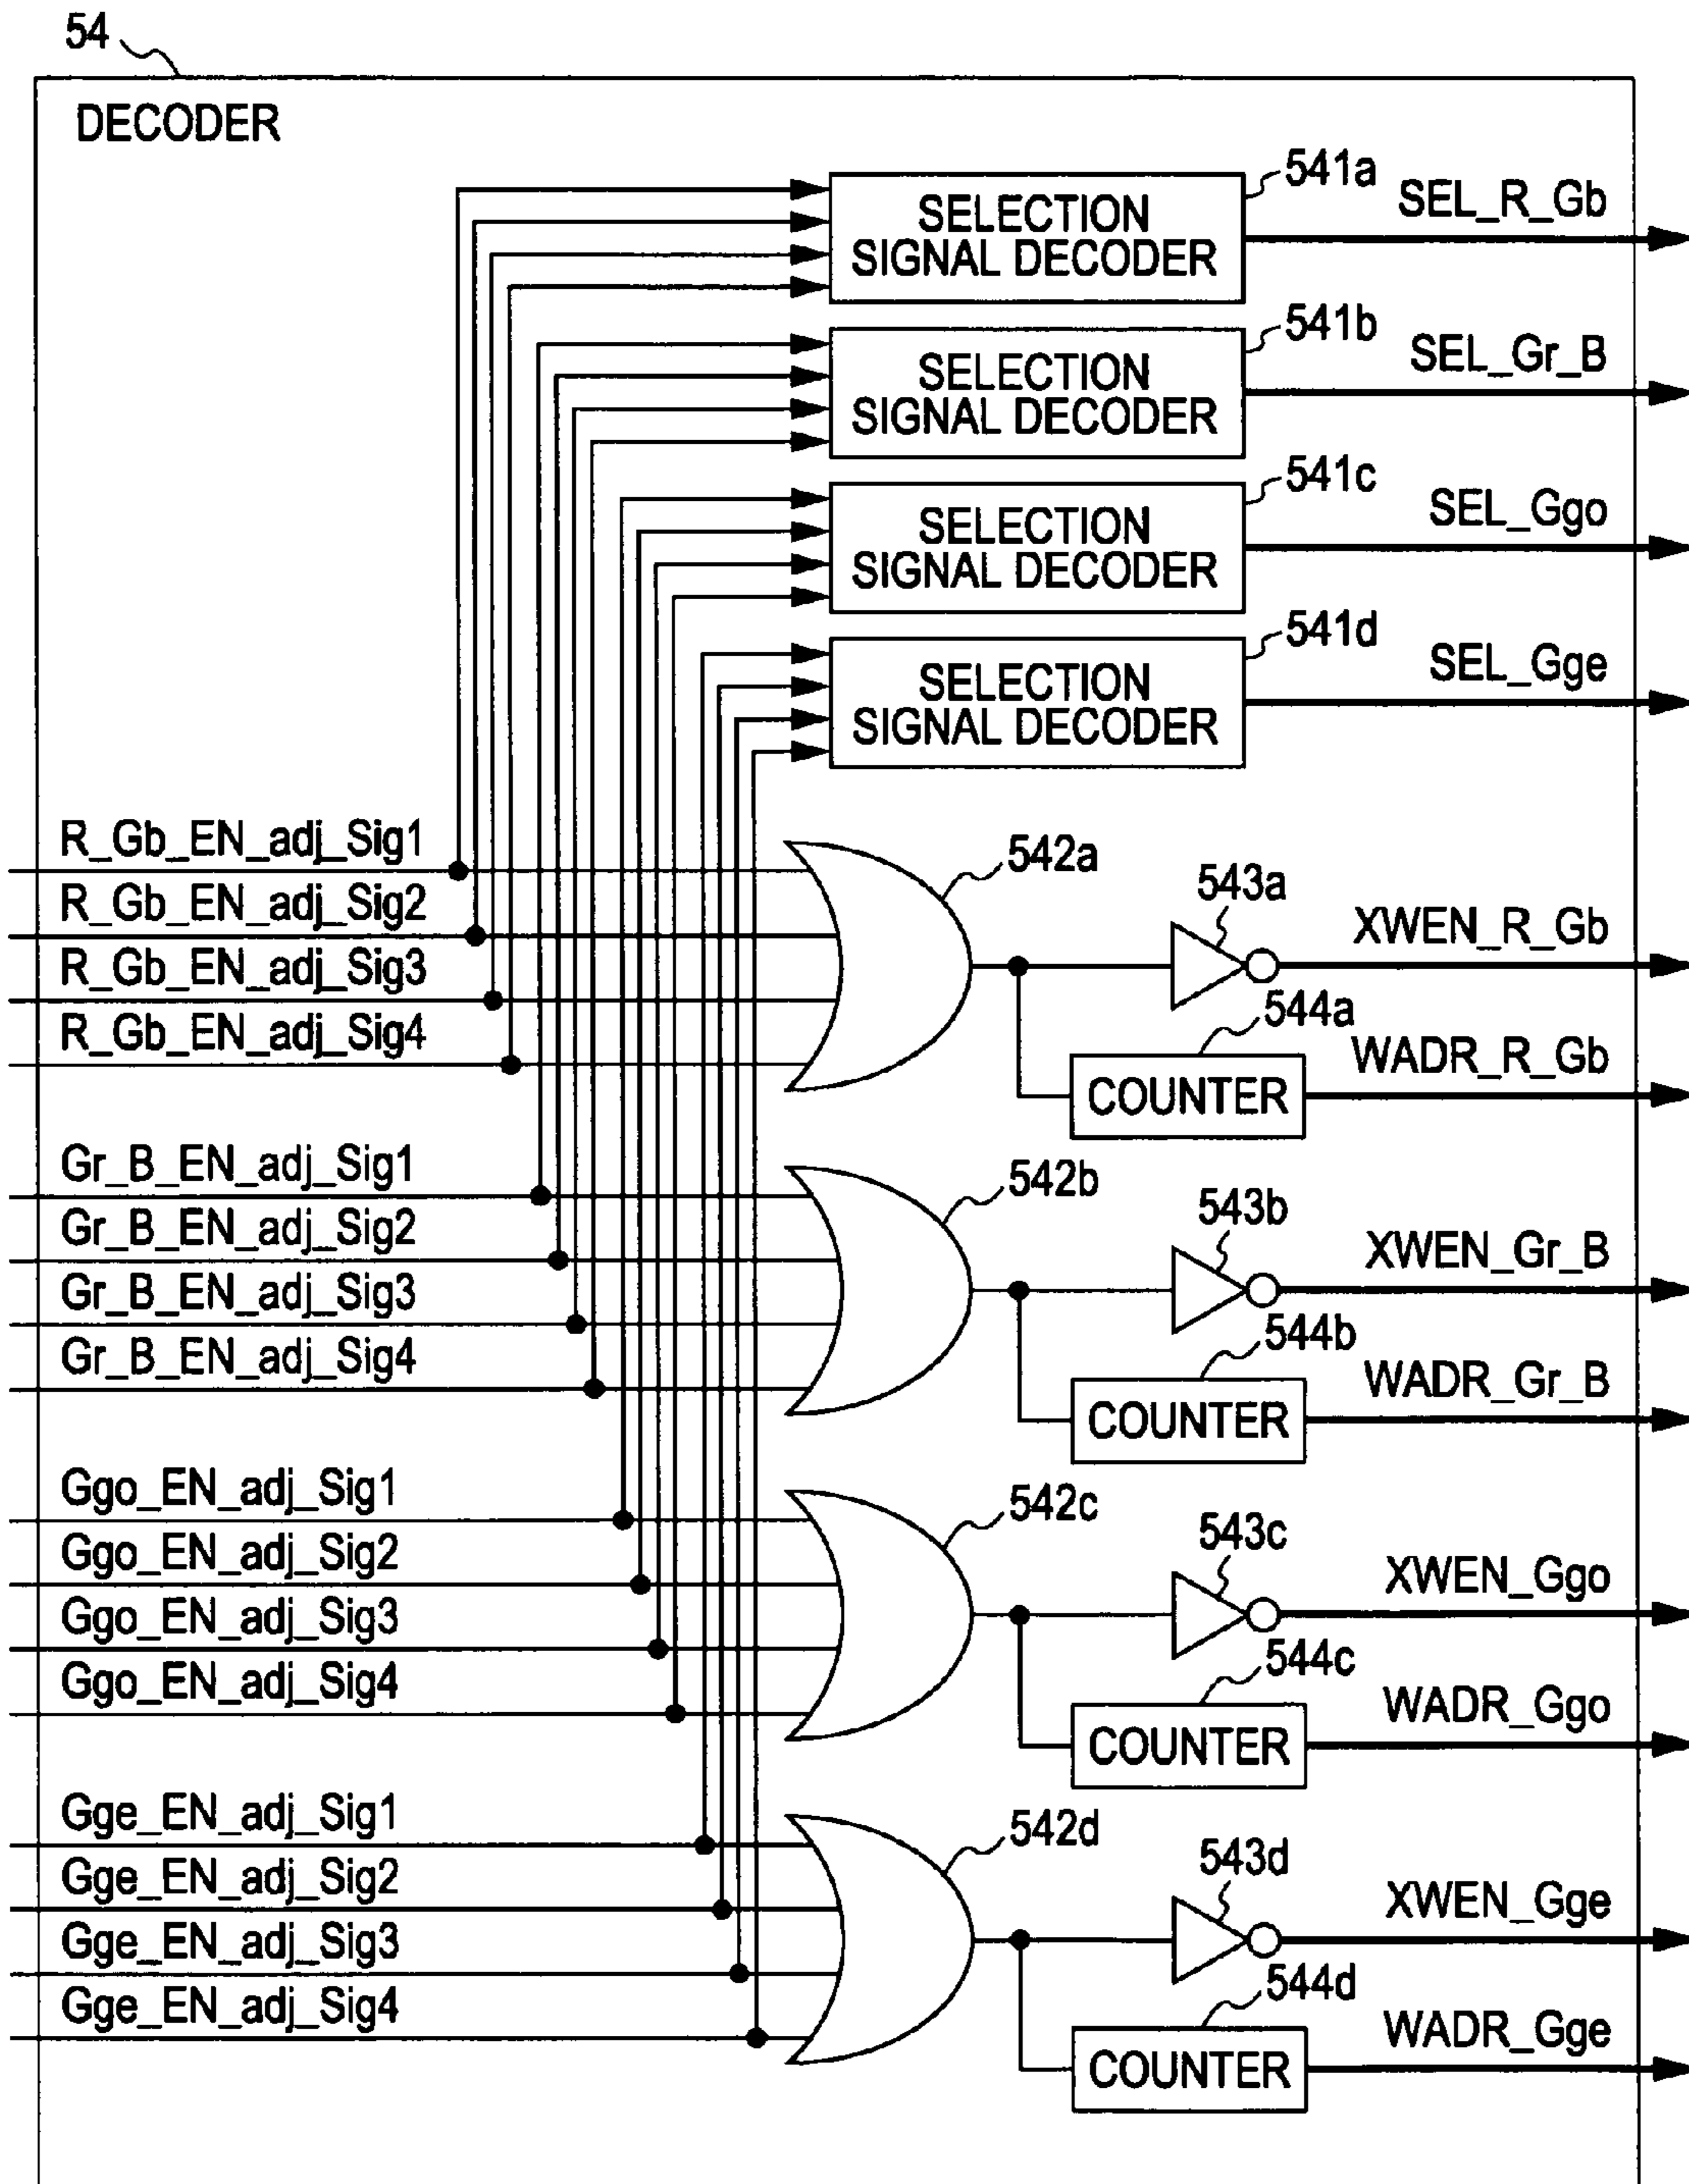 54
DECODER
541a
SELECTION
SIGNAL DECODER
SEL_R_Gb
541b
SELECTION
SIGNAL DECODER
SEL_Gr_B
541c
SELECTION
SIGNAL DECODER
SEL_Ggo
541d
SELECTION
SIGNAL DECODER
SEL_Gge
R_Gb_EN_adj_Sig1
R_Gb_EN_adj_Sig2
R_Gb_EN_adj_Sig3
R_Gb_EN_adj_Sig4
542a
543a
XWEN_R_Gb
544a
COUNTER
WADR_R_Gb
Gr_B_EN_adj_Sig1
Gr_B_EN_adj_Sig2
Gr_B_EN_adj_Sig3
Gr_B_EN_adj_Sig4
542b
543b
XWEN_Gr_B
544b
COUNTER
WADR_Gr_B
Ggo_EN_adj_Sig1
Ggo_EN_adj_Sig2
Ggo_EN_adj_Sig3
Ggo_EN_adj_Sig4
542c
543c
XWEN_Ggo
544c
COUNTER
WADR_Ggo
Gge_EN_adj_Sig1
Gge_EN_adj_Sig2
Gge_EN_adj_Sig3
Gge_EN_adj_Sig4
542d
543d
XWEN_Gge
544d
COUNTER
WADR_Gge